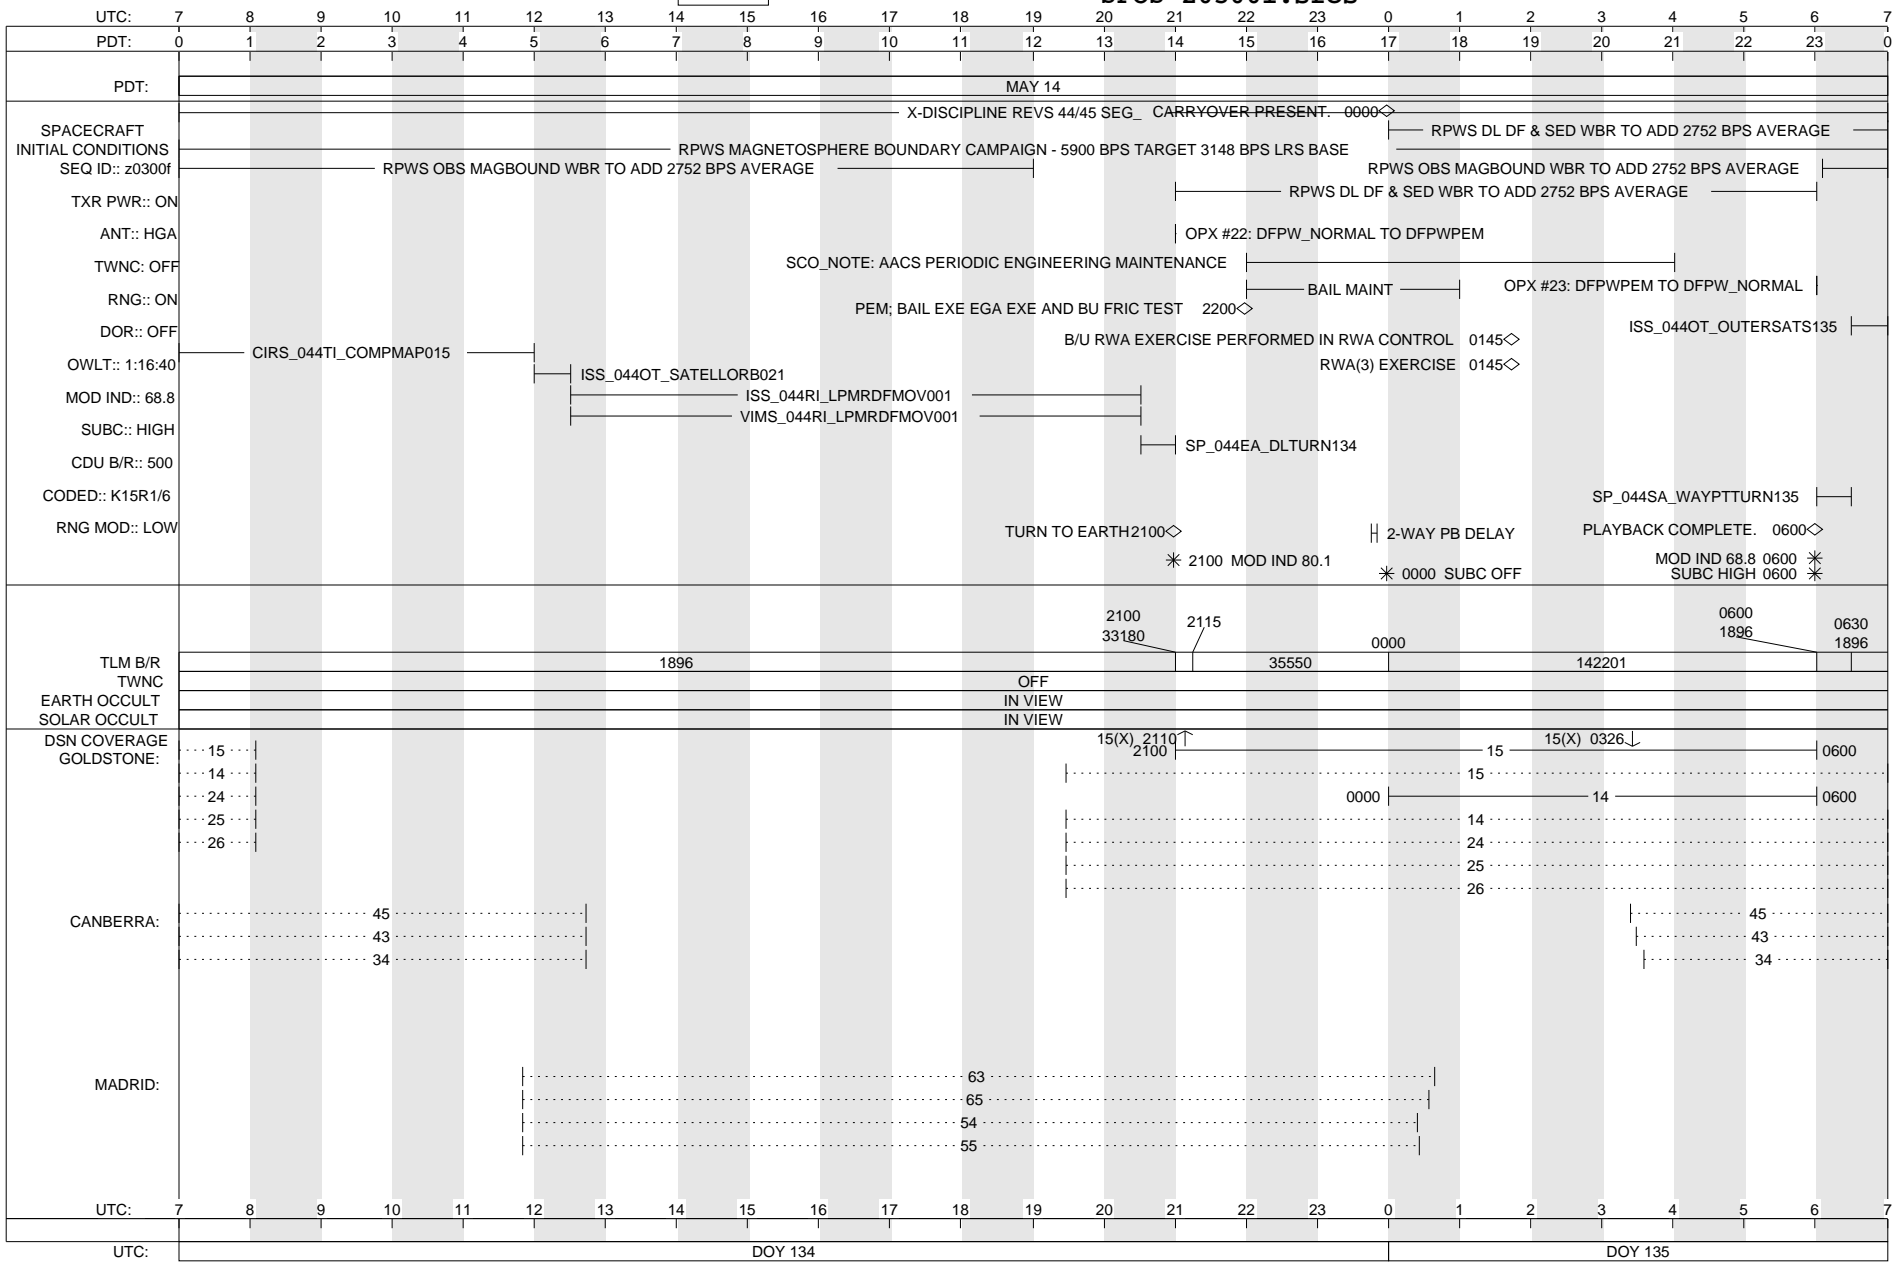 UTC: 7 8 9 10 11 12 13 14 15 16 17 18 19 20 21 22 23 0 1 2 3 4 5 6 7
PDT: 0 1 2 3 4 5 6 7 8 9 10 11 12 13 14 15 16 17 18 19 20 21 22 23 0
PDT: MAY 14
X-DISCIPLINE REVS 44/45 SEG_ CARRYOVER PRESENT. 0000
SPACECRAFT RPWS DL DF & SED WBR TO ADD 2752 BPS AVERAGE
INITIAL CONDITIONS RPWS MAGNETOSPHERE BOUNDARY CAMPAIGN - 5900 BPS TARGET 3148 BPS LRS BASE
SEQ ID:: z0300f RPWS OBS MAGBOUND WBR TO ADD 2752 BPS AVERAGE RPWS OBS MAGBOUND WBR TO ADD 2752 BPS AVERAGE
RPWS DL DF & SED WBR TO ADD 2752 BPS AVERAGE
TXR PWR:: ON
ANT:: HGA OPX #22: DFPW_NORMAL TO DFPWPEM
TWNC: OFF SCO_NOTE: AACS PERIODIC ENGINEERING MAINTENANCE
BAIL MAINT OPX #23: DFPWPEM TO DFPW_NORMAL
RNG:: ON
PEM; BAIL EXE EGA EXE AND BU FRIC TEST 2200
DOR:: OFF ISS_044OT_OUTERSATS135
B/U RWA EXERCISE PERFORMED IN RWA CONTROL 0145
CIRS_044TI_COMPMAP015
OWLT:: 1:16:40 RWA(3) EXERCISE 0145
ISS_044OT_SATELLORB021
MOD IND:: 68.8 ISS_044RI_LPMRDFMOV001
VIMS_044RI_LPMRDFMOV001
SUBC:: HIGH
SP_044EA_DLTURN134
CDU B/R:: 500
CODED:: K15R1/6 SP_044SA_WAYPTTURN135
RNG MOD:: LOW TURN TO EARTH2100 2-WAY PB DELAY PLAYBACK COMPLETE. 0600
2100 MOD IND 80.1 MOD IND 68.8 0600
0000 SUBC OFF SUBC HIGH 0600
2100 2115 0600 0630
33180 0000 1896 1896
TLM B/R 1896 35550 142201
TWNC OFF
EARTH OCCULT IN VIEW
SOLAR OCCULT IN VIEW
DSN COVERAGE 15(X) 2110 15(X) 0326
GOLDSTONE: 15 2100 15 0600
14 15
24 0000 14 0600
25 14
26 24
25
26
CANBERRA: 45 45
43 43
34 34
MADRID: 63
65
54
55
UTC: 7 8 9 10 11 12 13 14 15 16 17 18 19 20 21 22 23 0 1 2 3 4 5 6 7
UTC: DOY 134 DOY 135